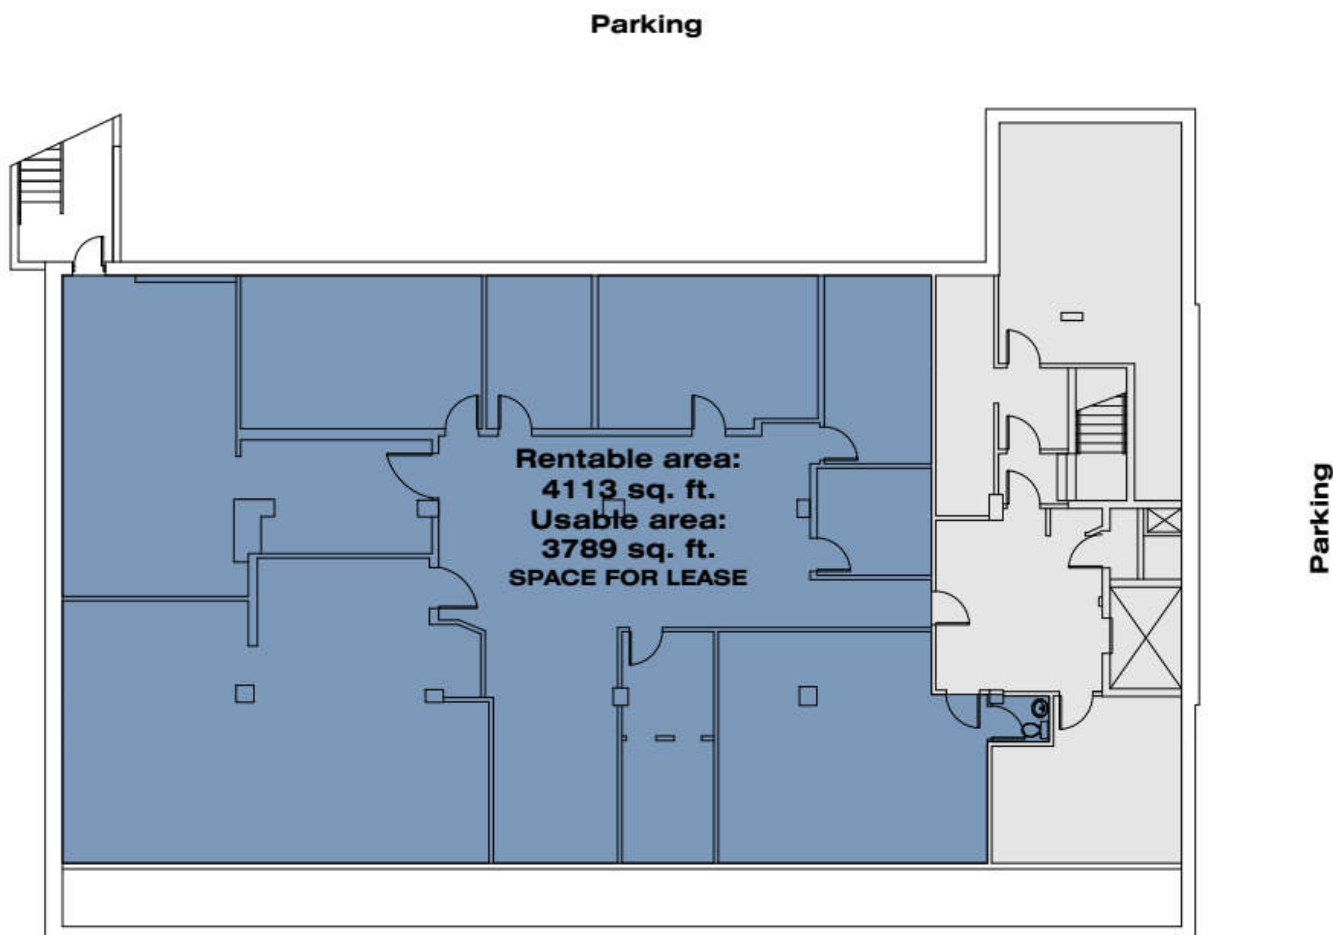 Parking
Rentable area:
4113 sq. ft.
Usable area:
3789 sq. ft.
SPACE FOR LEASE
Parking